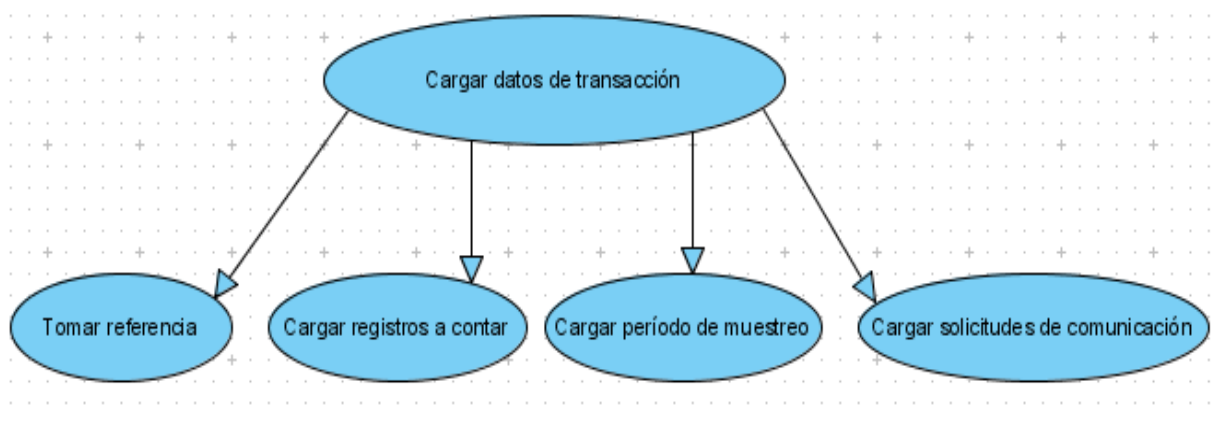 Cargar datos de transacción
Tomar referencia
Cargar registros a contar
Cargar período de muestreo
Cargar solicitudes de comunicación